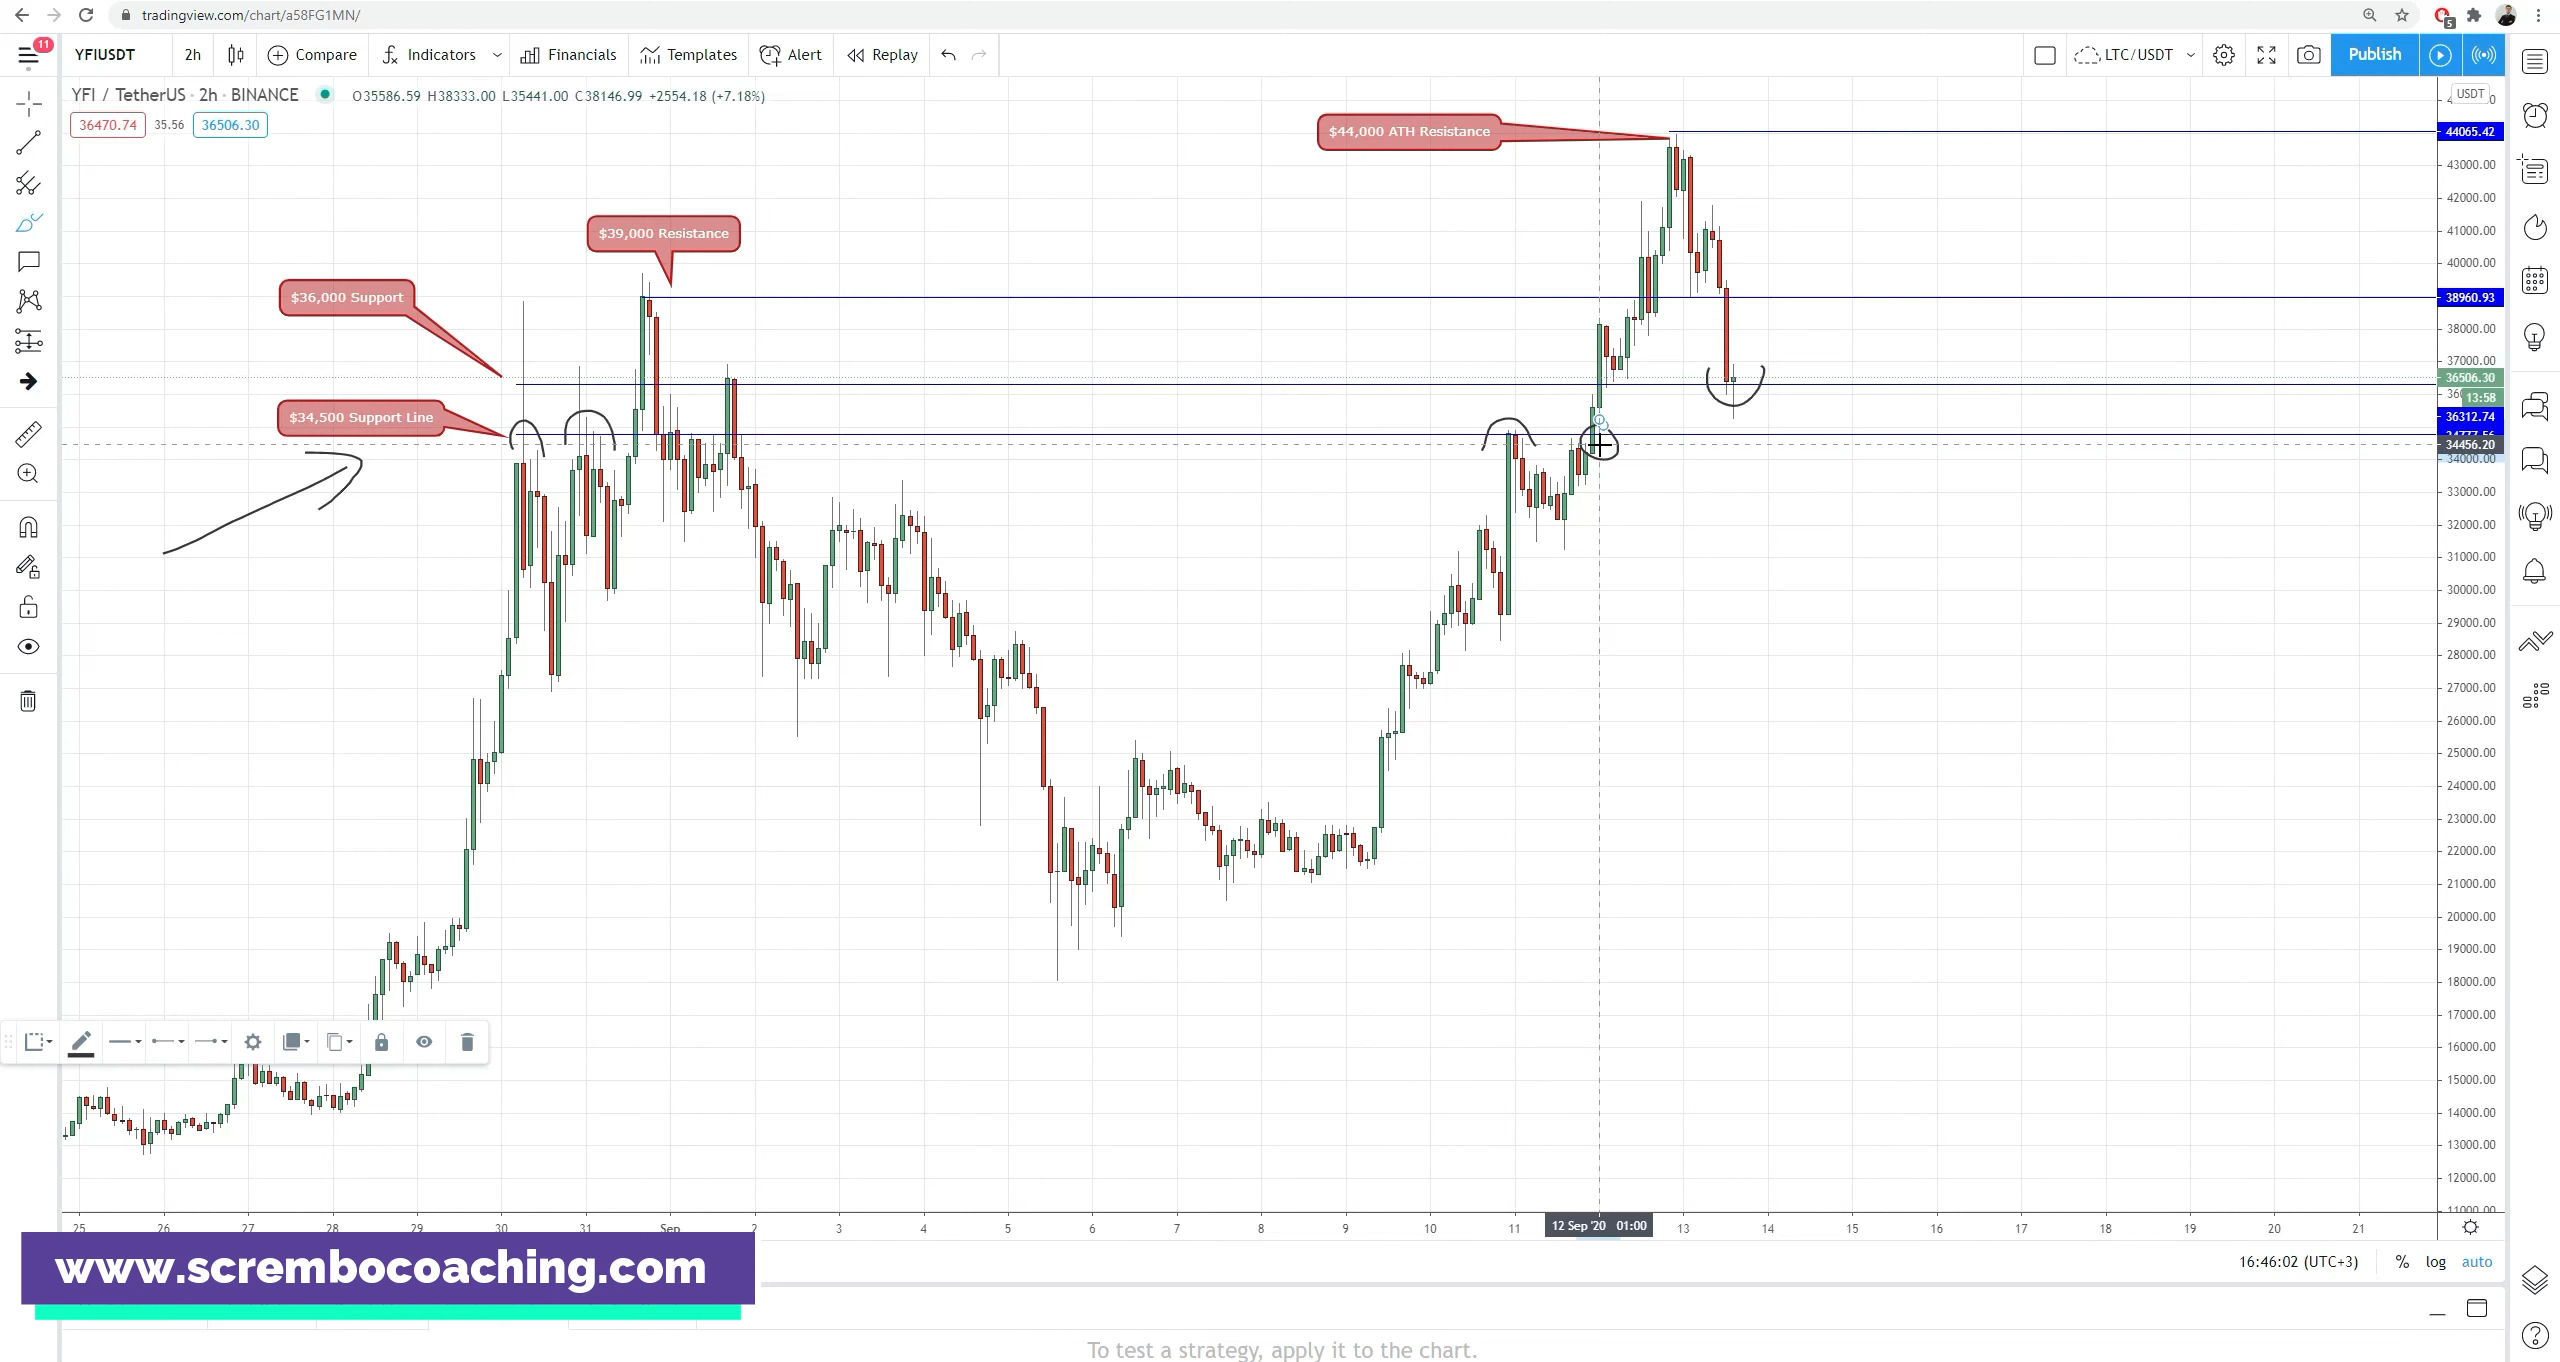 tradingview.com/chart/a58FG1MN/
5
11
YFIUSDT 2h Compare Indicators Financials Templates Alert Replay LTC/USDT Publish
YFI / TetherUS · 2h · BINANCE O35586.59 H38333.00 L35441.00 C38146.99 +2554.18 (+7.18%)
36470.74 35.56 36506.30
USDT
$44,000 ATH Resistance
44065.42
43000.00
42000.00
$39,000 Resistance
41000.00
40000.00
$36,000 Support
38960.93
38000.00
37000.00
36506.30
13:58
36312.74
$34,500 Support Line
34456.20
34000.00
33000.00
32000.00
31000.00
30000.00
29000.00
28000.00
27000.00
26000.00
25000.00
24000.00
23000.00
22000.00
21000.00
20000.00
19000.00
18000.00
17000.00
16000.00
15000.00
14000.00
13000.00
12000.00
11000.00
25 26 27 28 29 30 31 Sep 2 3 4 5 6 7 8 9 10 11 12 Sep '20 01:00 13 14 15 16 17 18 19 20 21
www.scrembocoaching.com
16:46:02 (UTC+3) % log auto
To test a strategy, apply it to the chart.